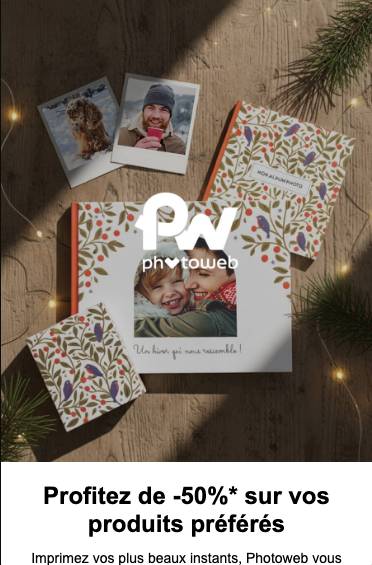 MON ALBUM PHOTO
Pw
photoweb
Un hiver qui nous rassemble !
Profitez de -50%* sur vos
produits préférés
Imprimez vos plus beaux instants, Photoweb vous